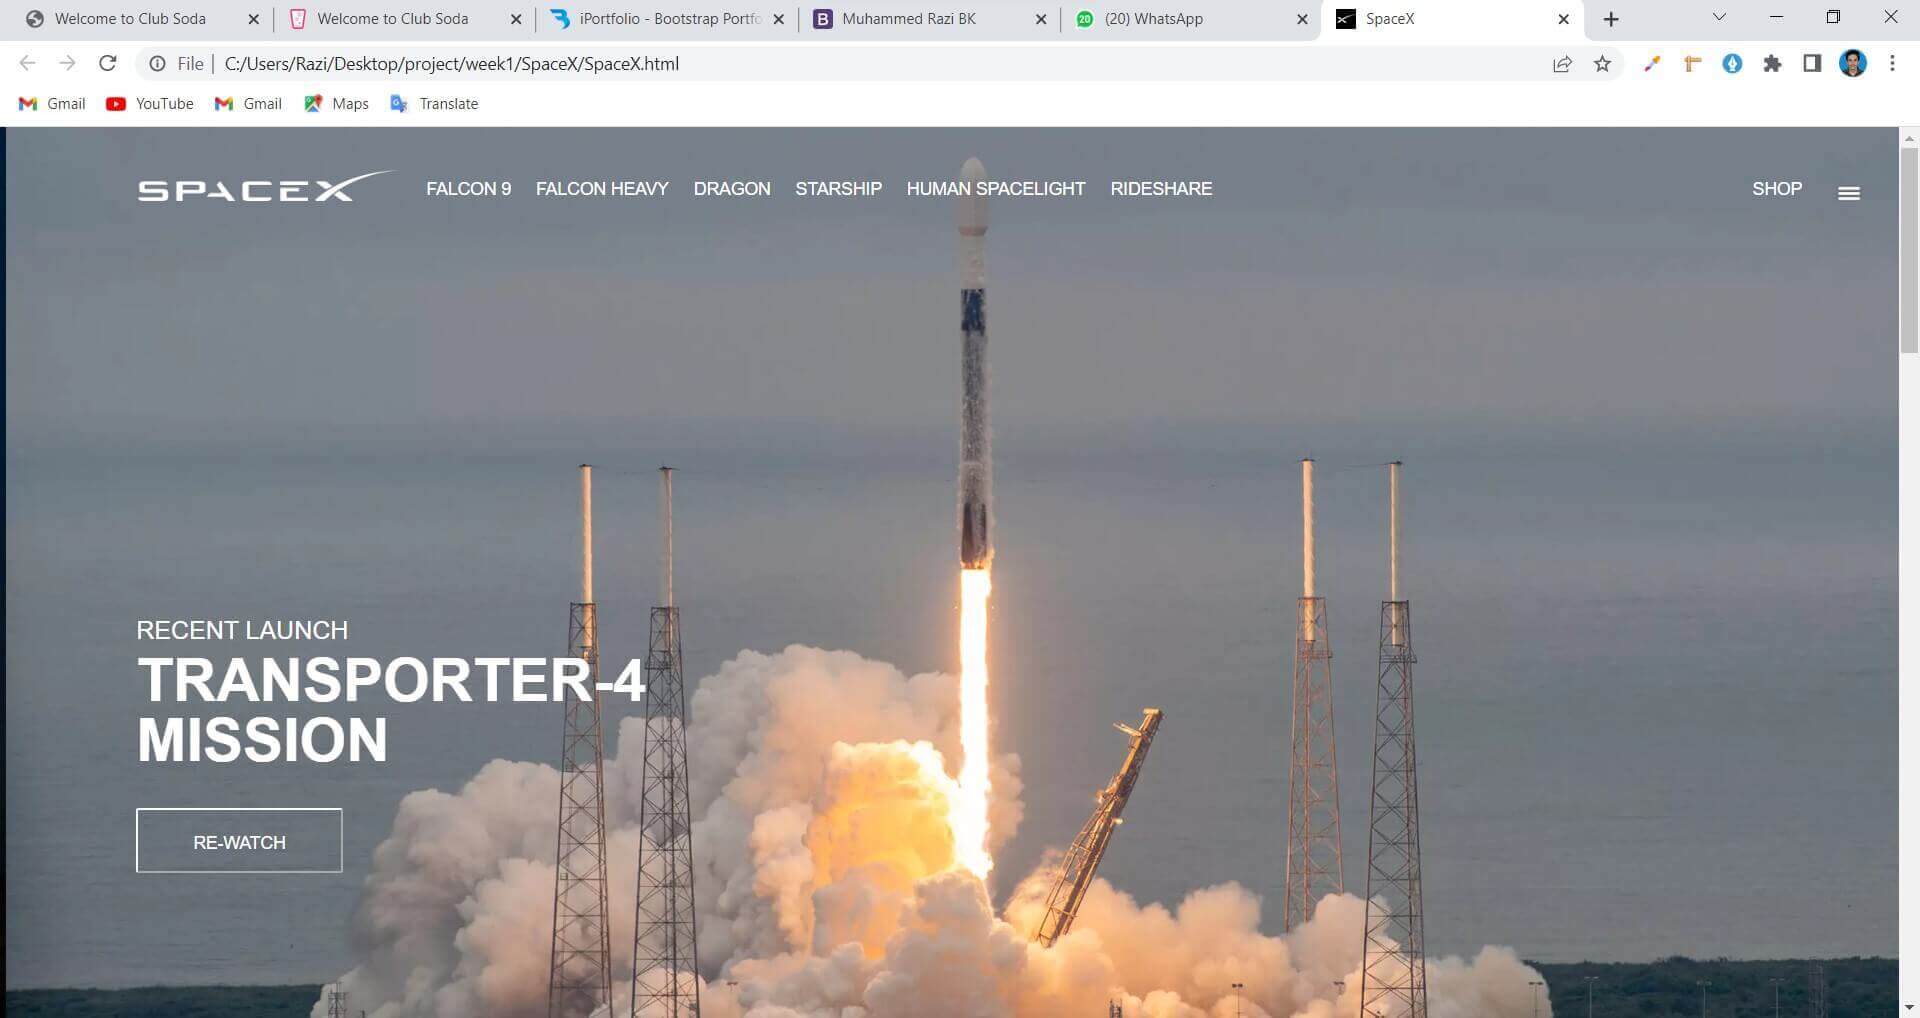 Welcome to Club Soda
Welcome to Club Soda
iPortfolio - Bootstrap Portfo
Muhammed Razi BK
20
(20) WhatsApp
SpaceX
File
C:/Users/Razi/Desktop/project/week1/SpaceX/SpaceX.html
Gmail
YouTube
Gmail
Maps
Translate
SPACEX
FALCON 9
FALCON HEAVY
DRAGON
STARSHIP
HUMAN SPACELIGHT
RIDESHARE
SHOP
RECENT LAUNCH
TRANSPORTER-4
MISSION
RE-WATCH